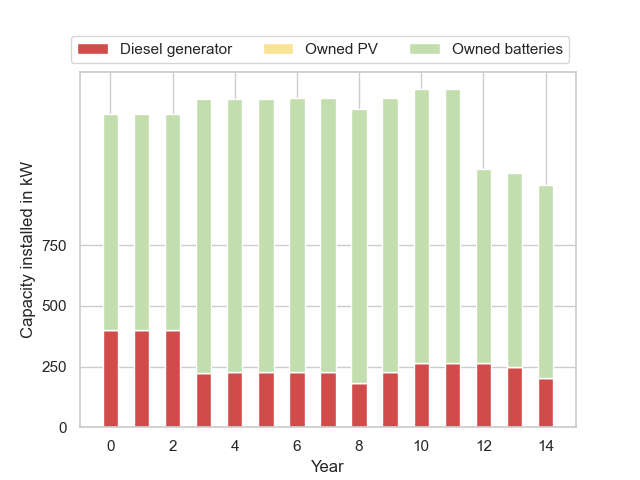 Diesel generator Owned PV Owned batteries
Capacity installed in kW
750
500
250
0
0 2 4 6 8 10 12 14
Year